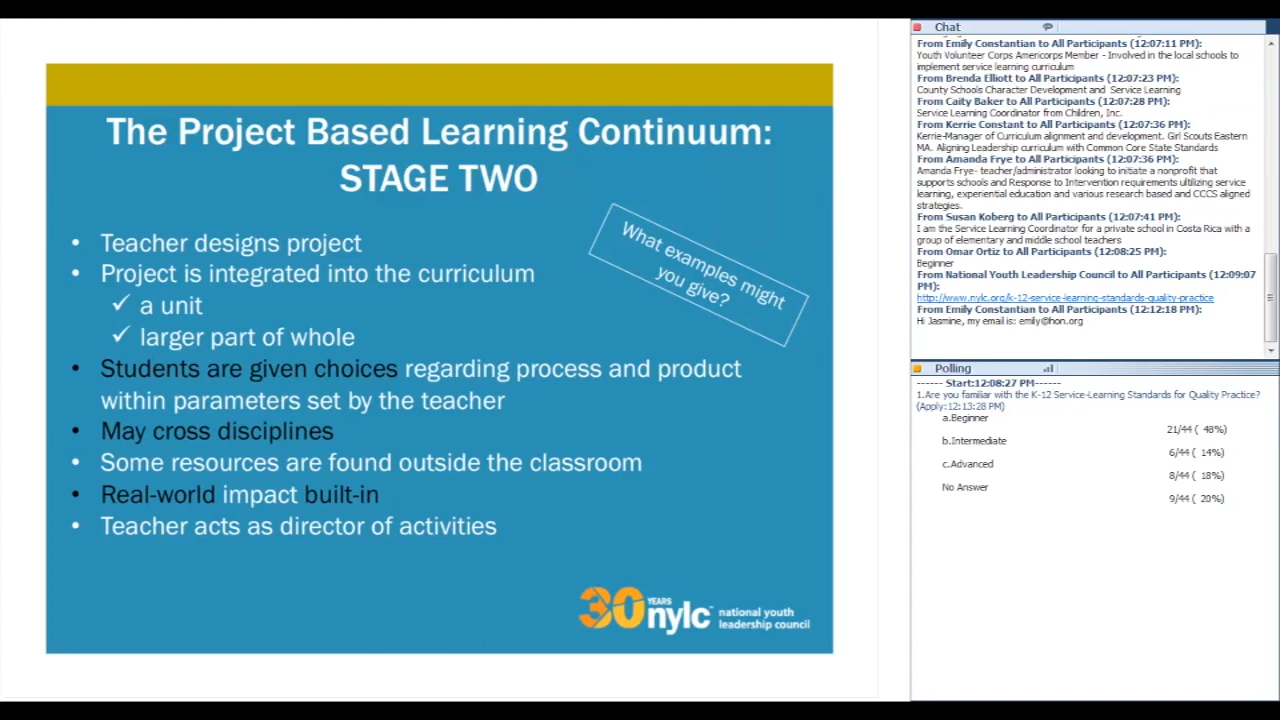 The Project Based Learning Continuum:
STAGE TWO
What examples might
you give?
• Teacher designs project
• Project is integrated into the curriculum
✓ a unit
✓ larger part of whole
• Students are given choices regarding process and product
within parameters set by the teacher
• May cross disciplines
• Some resources are found outside the classroom
• Real-world impact built-in
• Teacher acts as director of activities
30 YEARS
nylc™ national youth
leadership council
Chat
From Emily Constantian to All Participants (12:07:11 PM):
Youth Volunteer Corps Americorps Member - Involved in the local schools to
implement service learning curriculum
From Brenda Elliott to All Participants (12:07:23 PM):
County Schools Character Development and Service Learning
From Caity Baker to All Participants (12:07:28 PM):
Service Learning Coordinator from Children, Inc.
From Kerrie Constant to All Participants (12:07:36 PM):
Kerrie-Manager of Curriculum alignment and development. Girl Scouts Eastern
MA. Aligning Leadership curriculum with Common Core State Standards
From Amanda Frye to All Participants (12:07:36 PM):
Amanda Frye- teacher/administrator looking to initiate a nonprofit that
supports schools and Response to Intervention requirements ultilizing service
learning, experiential education and various research based and CCCS aligned
strategies.
From Susan Koberg to All Participants (12:07:41 PM):
I am the Service Learning Coordinator for a private school in Costa Rica with a
group of elementary and middle school teachers
From Omar Ortiz to All Participants (12:08:25 PM):
Beginner
From National Youth Leadership Council to All Participants (12:09:07
PM):
http://www.nylc.org/k-12-service-learning-standards-quality-practice
From Emily Constantian to All Participants (12:12:18 PM):
Hi Jasmine, my email is: emily@hon.org
Polling
------ Start:12:08:27 PM------
1.Are you familiar with the K-12 Service-Learning Standards for Quality Practice?
(Apply:12:13:28 PM)
a.Beginner
21/44 ( 48%)
b.Intermediate
6/44 ( 14%)
c.Advanced
8/44 ( 18%)
No Answer
9/44 ( 20%)